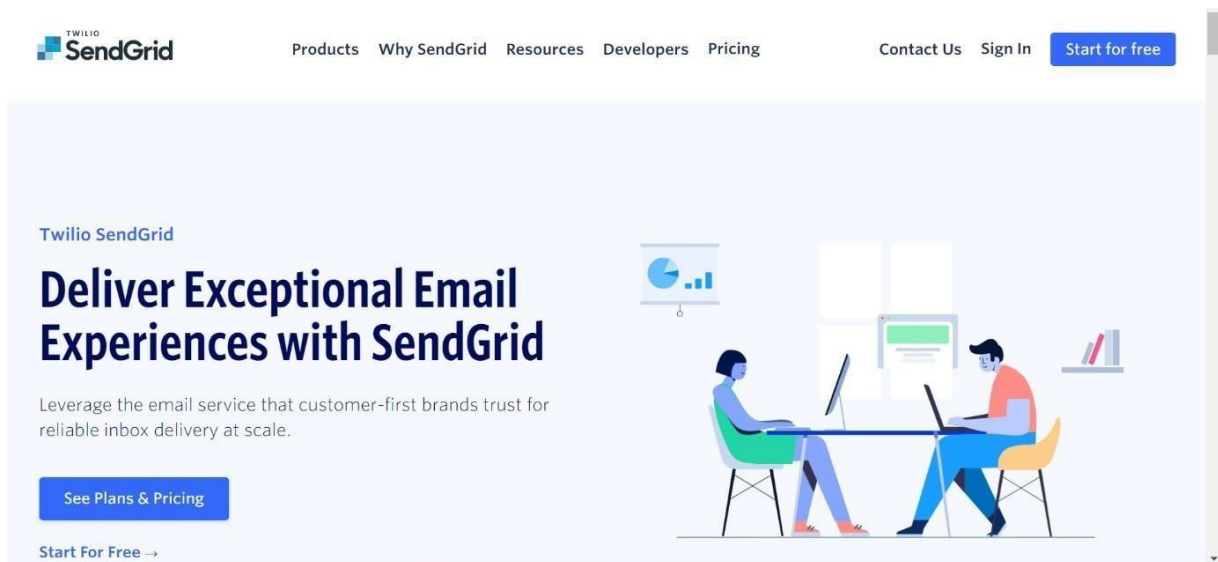 TWILIO
SendGrid
Products Why SendGrid Resources Developers Pricing Contact Us Sign In Start for free
Twilio SendGrid
Deliver Exceptional Email
Experiences with SendGrid
Leverage the email service that customer-first brands trust for
reliable inbox delivery at scale.
See Plans & Pricing
Start For Free →